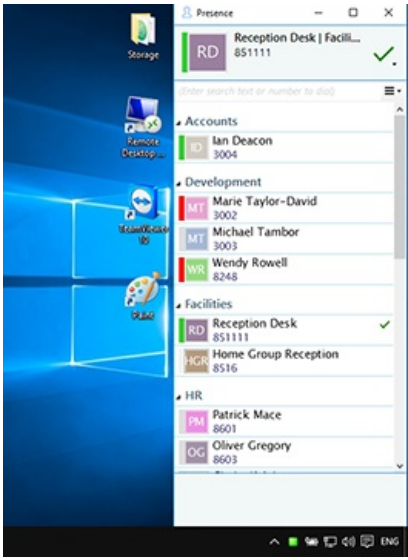 Storage
Remote
Desktop ...
TeamViewer
10
Paint
Presence
RD
Reception Desk | Facili...
851111
(Enter search text or number to dial)
Accounts
ID
Ian Deacon
3004
Development
MT
Marie Taylor-David
3002
MT
Michael Tambor
3003
WR
Wendy Rowell
8248
Facilities
RD
Reception Desk
851111
HGR
Home Group Reception
8516
HR
PM
Patrick Mace
8601
OG
Oliver Gregory
8603
ENG